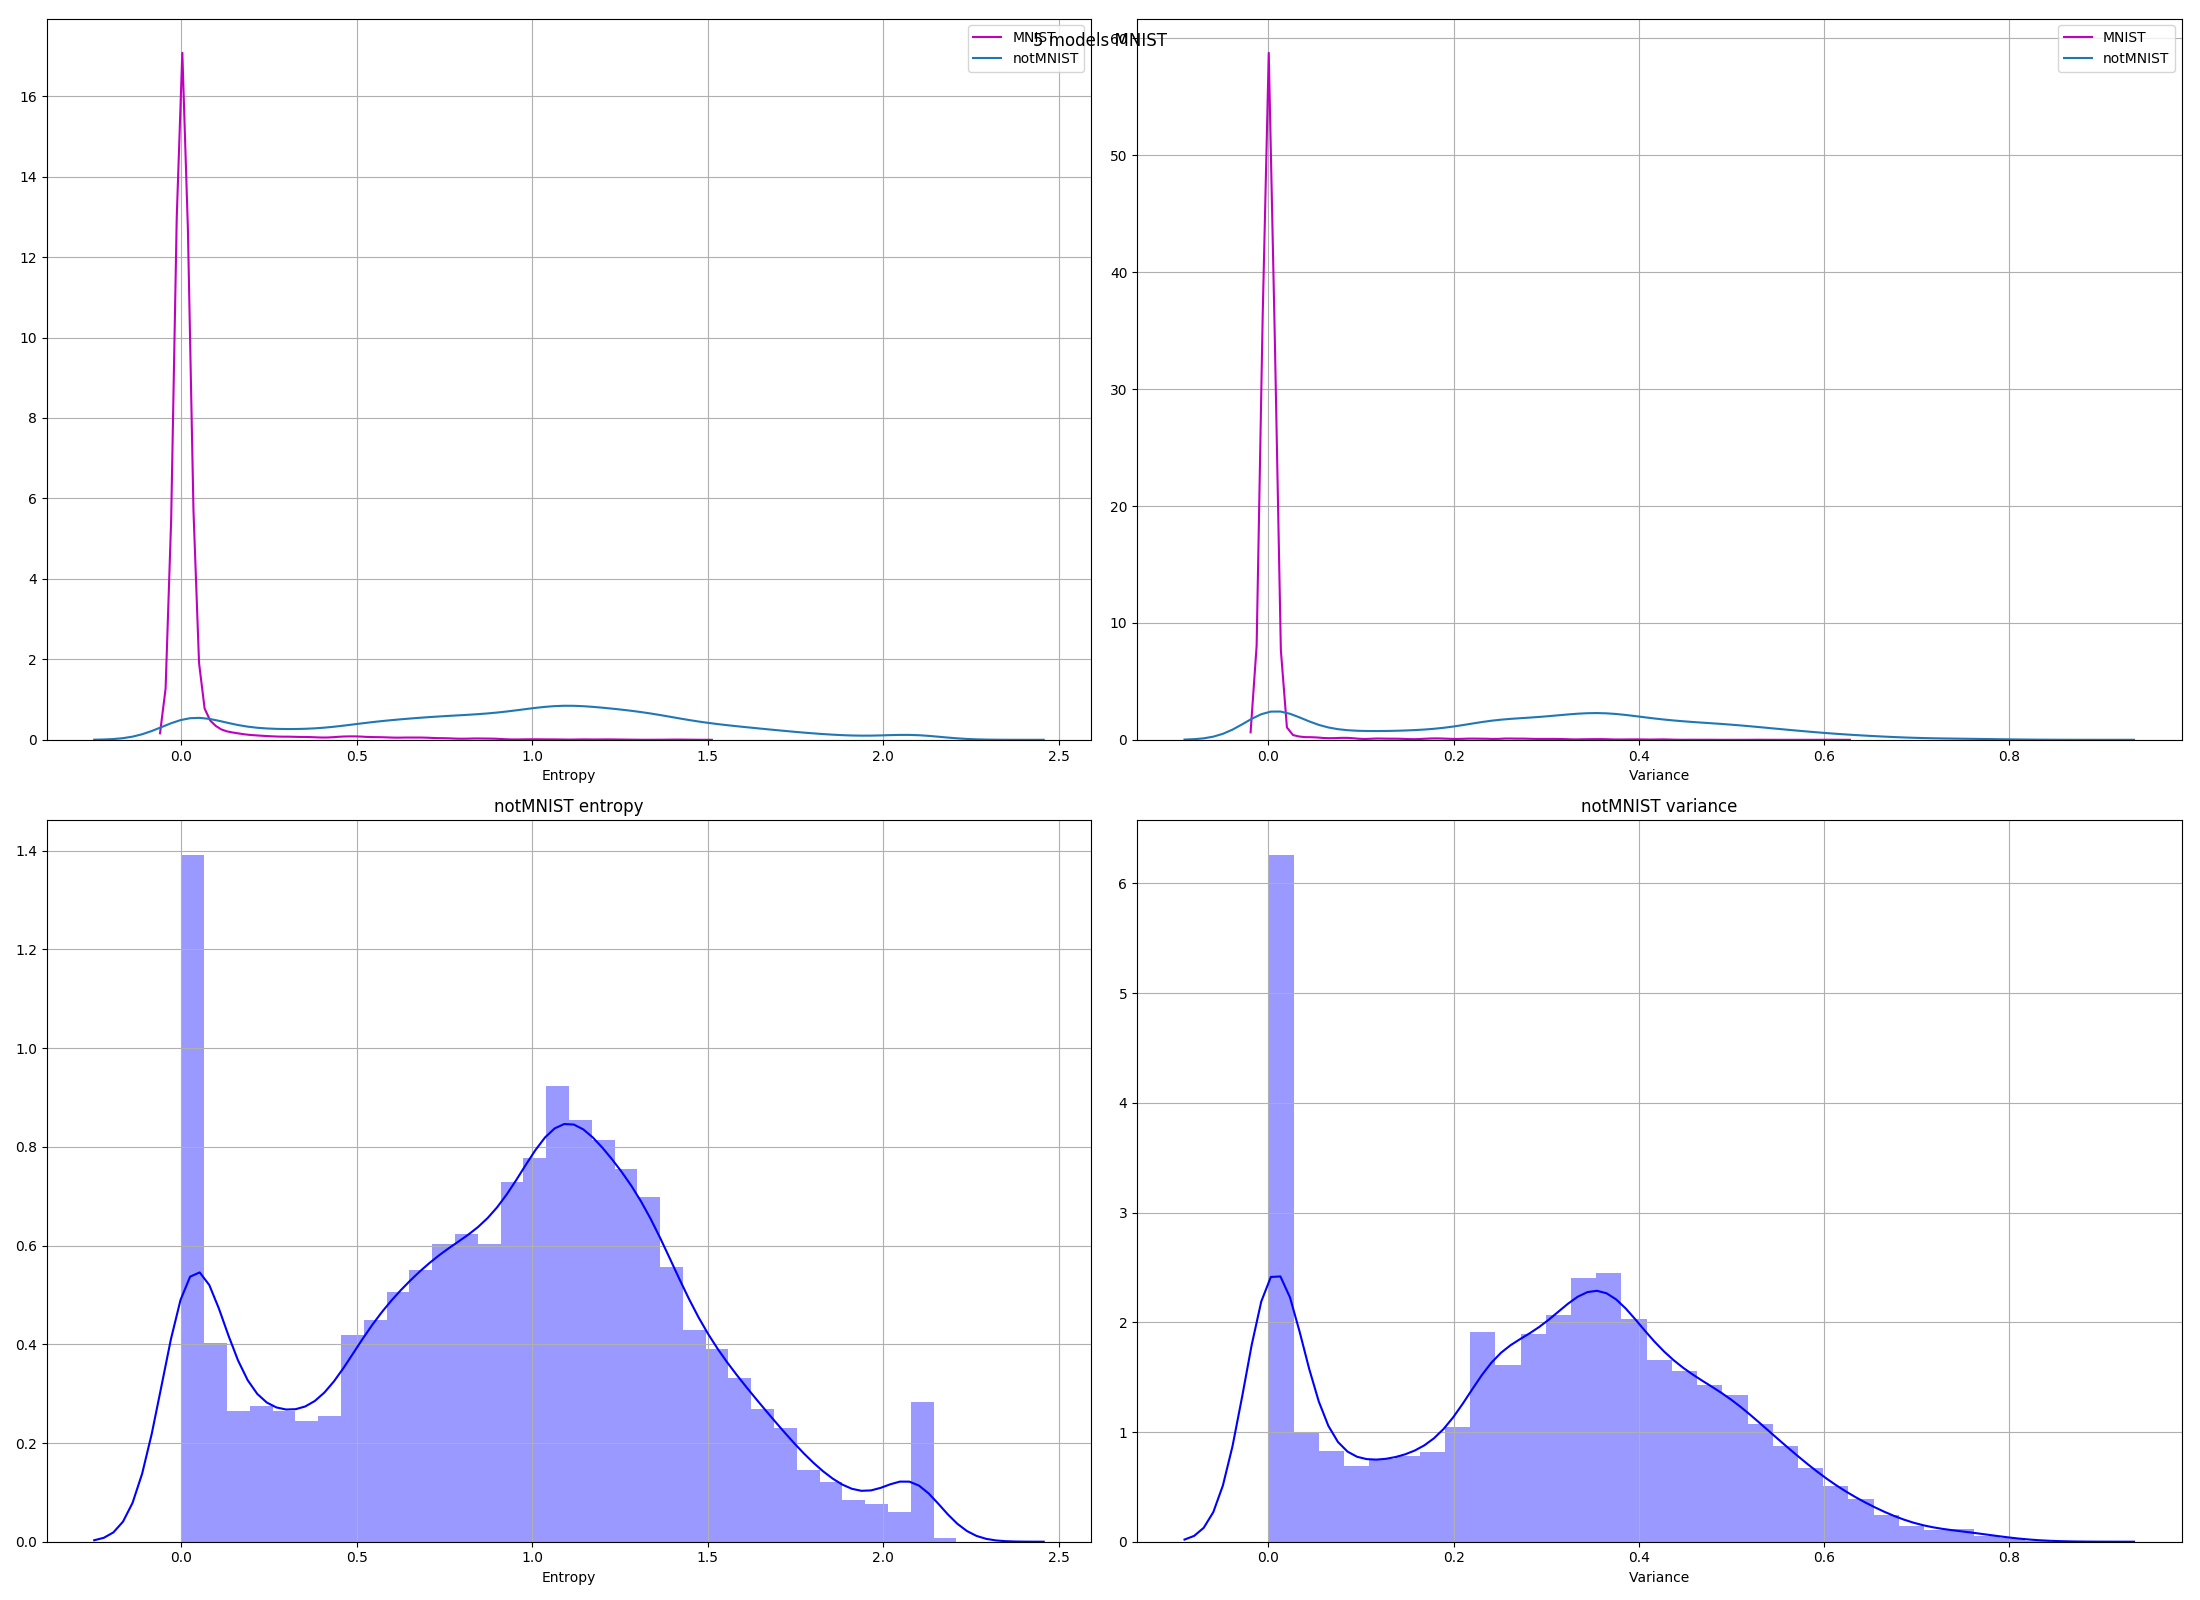 5 models MNIST
MNIST
notMNIST
16
14
12
10
8
6
4
2
0
0.0 0.5 1.0 1.5 2.0 2.5
Entropy
MNIST
notMNIST
60
50
40
30
20
10
0
0.0 0.2 0.4 0.6 0.8
Variance
notMNIST entropy
1.4
1.2
1.0
0.8
0.6
0.4
0.2
0.0
0.0 0.5 1.0 1.5 2.0 2.5
Entropy
notMNIST variance
6
5
4
3
2
1
0
0.0 0.2 0.4 0.6 0.8
Variance